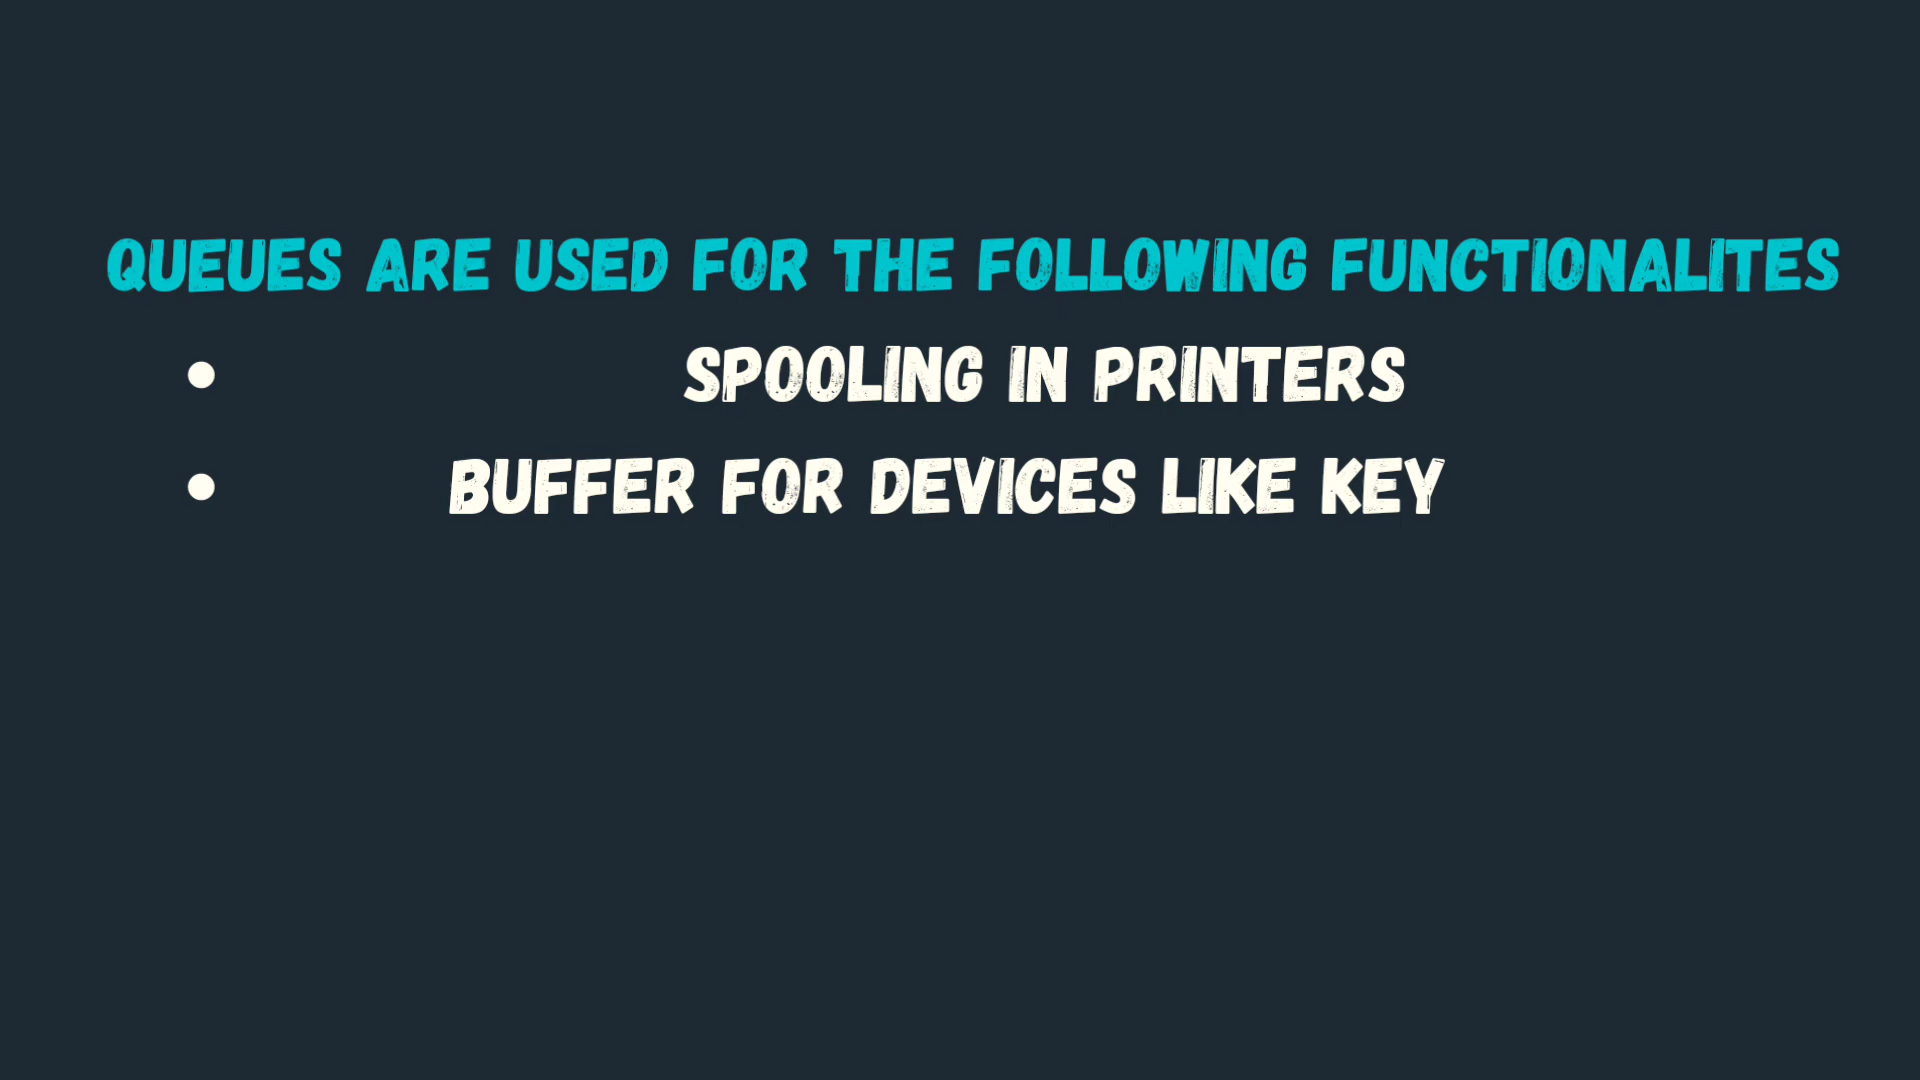 QUEUES ARE USED FOR THE FOLLOWING FUNCTIONALITES
• SPOOLING IN PRINTERS
• BUFFER FOR DEVICES LIKE KEY